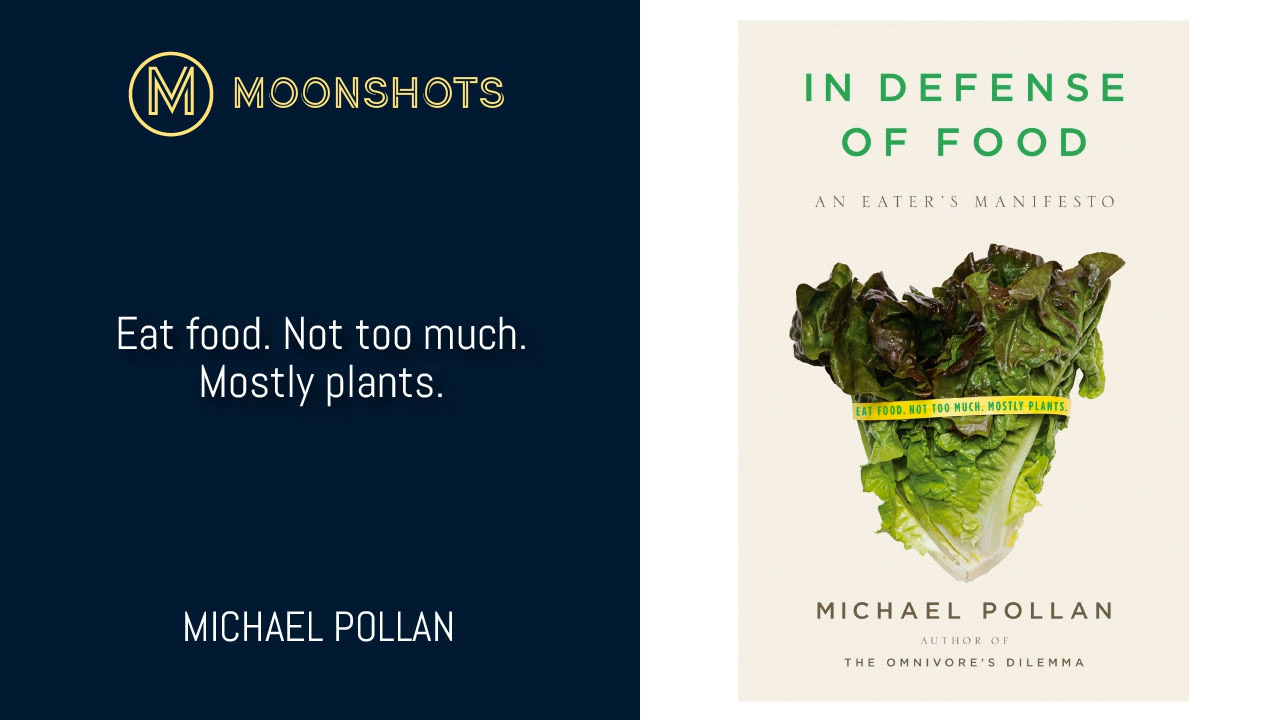 M MOONSHOTS
Eat food. Not too much.
Mostly plants.
MICHAEL POLLAN
IN DEFENSE
OF FOOD
AN EATER'S MANIFESTO
EAT FOOD. NOT TOO MUCH. MOSTLY PLANTS.
MICHAEL POLLAN
AUTHOR OF
THE OMNIVORE'S DILEMMA